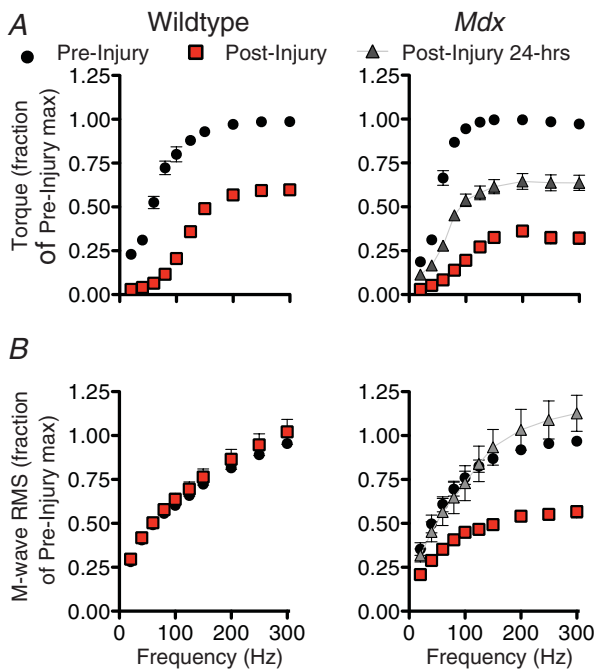 A Wildtype Mdx
Pre-Injury Post-Injury Post-Injury 24-hrs
Torque (fraction
of Pre-Injury max)
1.25 1.25
1.00 1.00
0.75 0.75
0.50 0.50
0.25 0.25
0.00 0.00
B
M-wave RMS (fraction
of Pre-Injury max)
1.25 1.25
1.00 1.00
0.75 0.75
0.50 0.50
0.25 0.25
0.00 0.00
0 100 200 300 0 100 200 300
Frequency (Hz) Frequency (Hz)